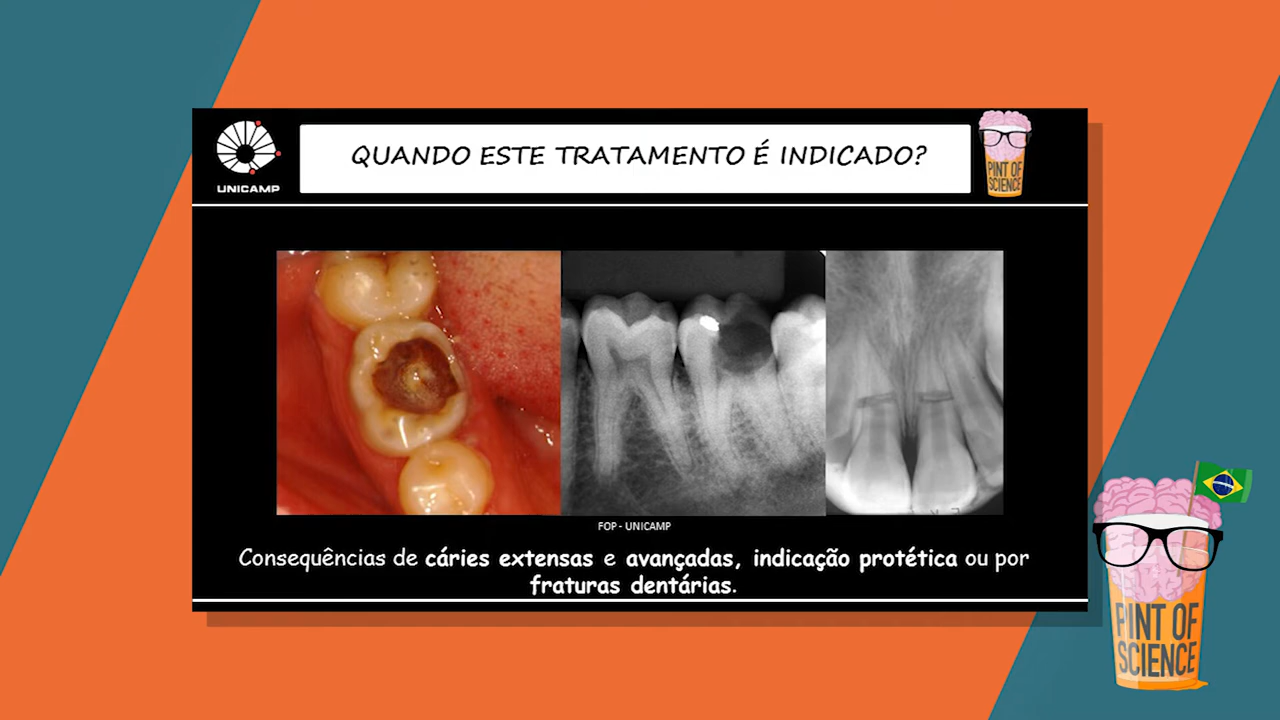 UNICAMP
QUANDO ESTE TRATAMENTO É INDICADO?
PINT OF
SCIENCE
FOP - UNICAMP
Consequências de cáries extensas e avançadas, indicação protética ou por
fraturas dentárias.
PINT OF
SCIENCE